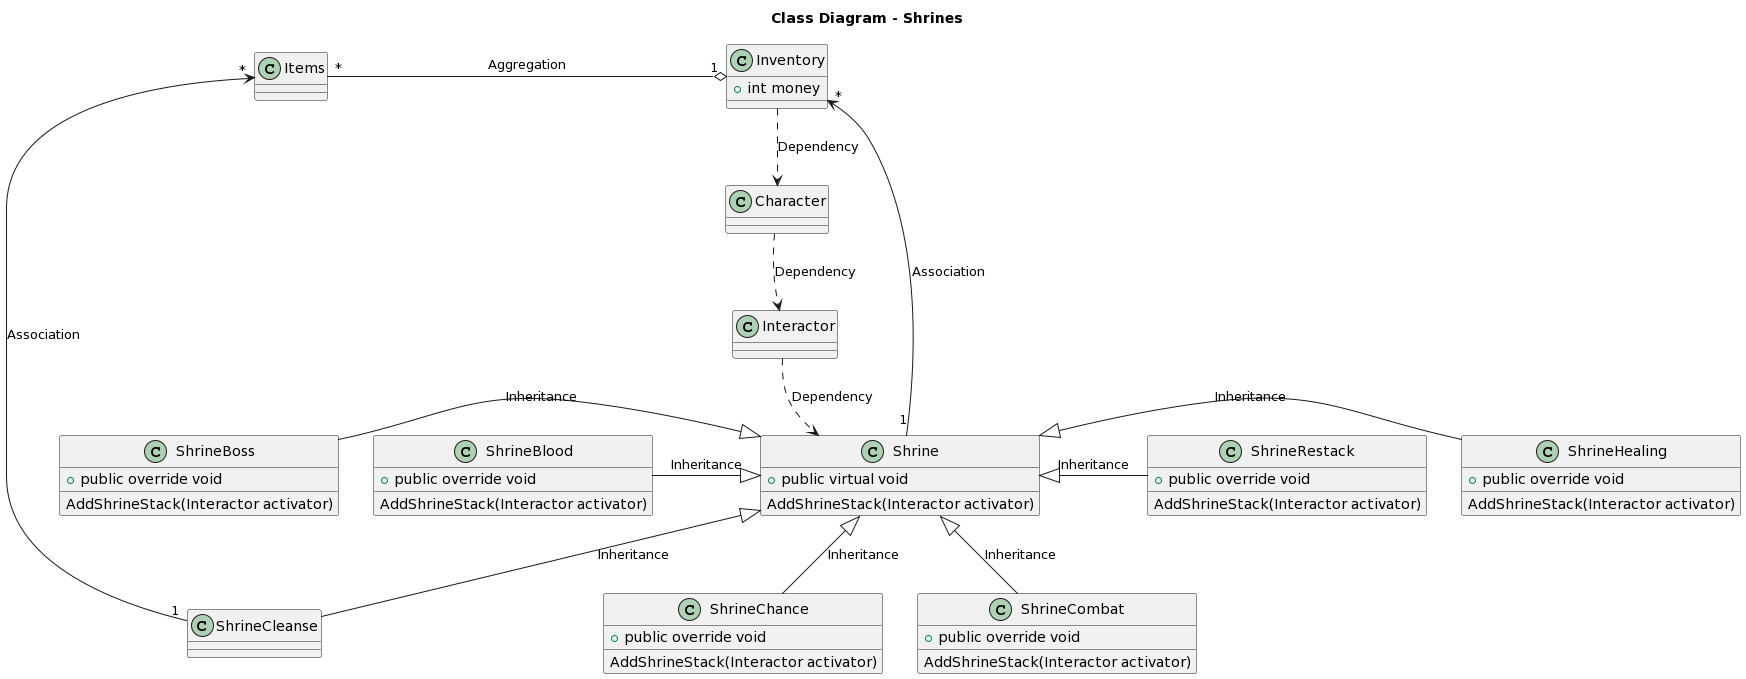 Class Diagram - Shrines
C Items
* * Aggregation 1
C Inventory
+ int money
*
Dependency
C Character
Dependency
Association
C Interactor
Association
Dependency
1
Inheritance
Inheritance
C ShrineBoss
public override void
AddShrineStack(Interactor activator)
C ShrineBlood
public override void
AddShrineStack(Interactor activator)
Inheritance
C Shrine
public virtual void
AddShrineStack(Interactor activator)
Inheritance
C ShrineRestack
public override void
AddShrineStack(Interactor activator)
C ShrineHealing
public override void
AddShrineStack(Interactor activator)
Inheritance
Inheritance
Inheritance
1
C ShrineCleanse
C ShrineChance
public override void
AddShrineStack(Interactor activator)
C ShrineCombat
public override void
AddShrineStack(Interactor activator)